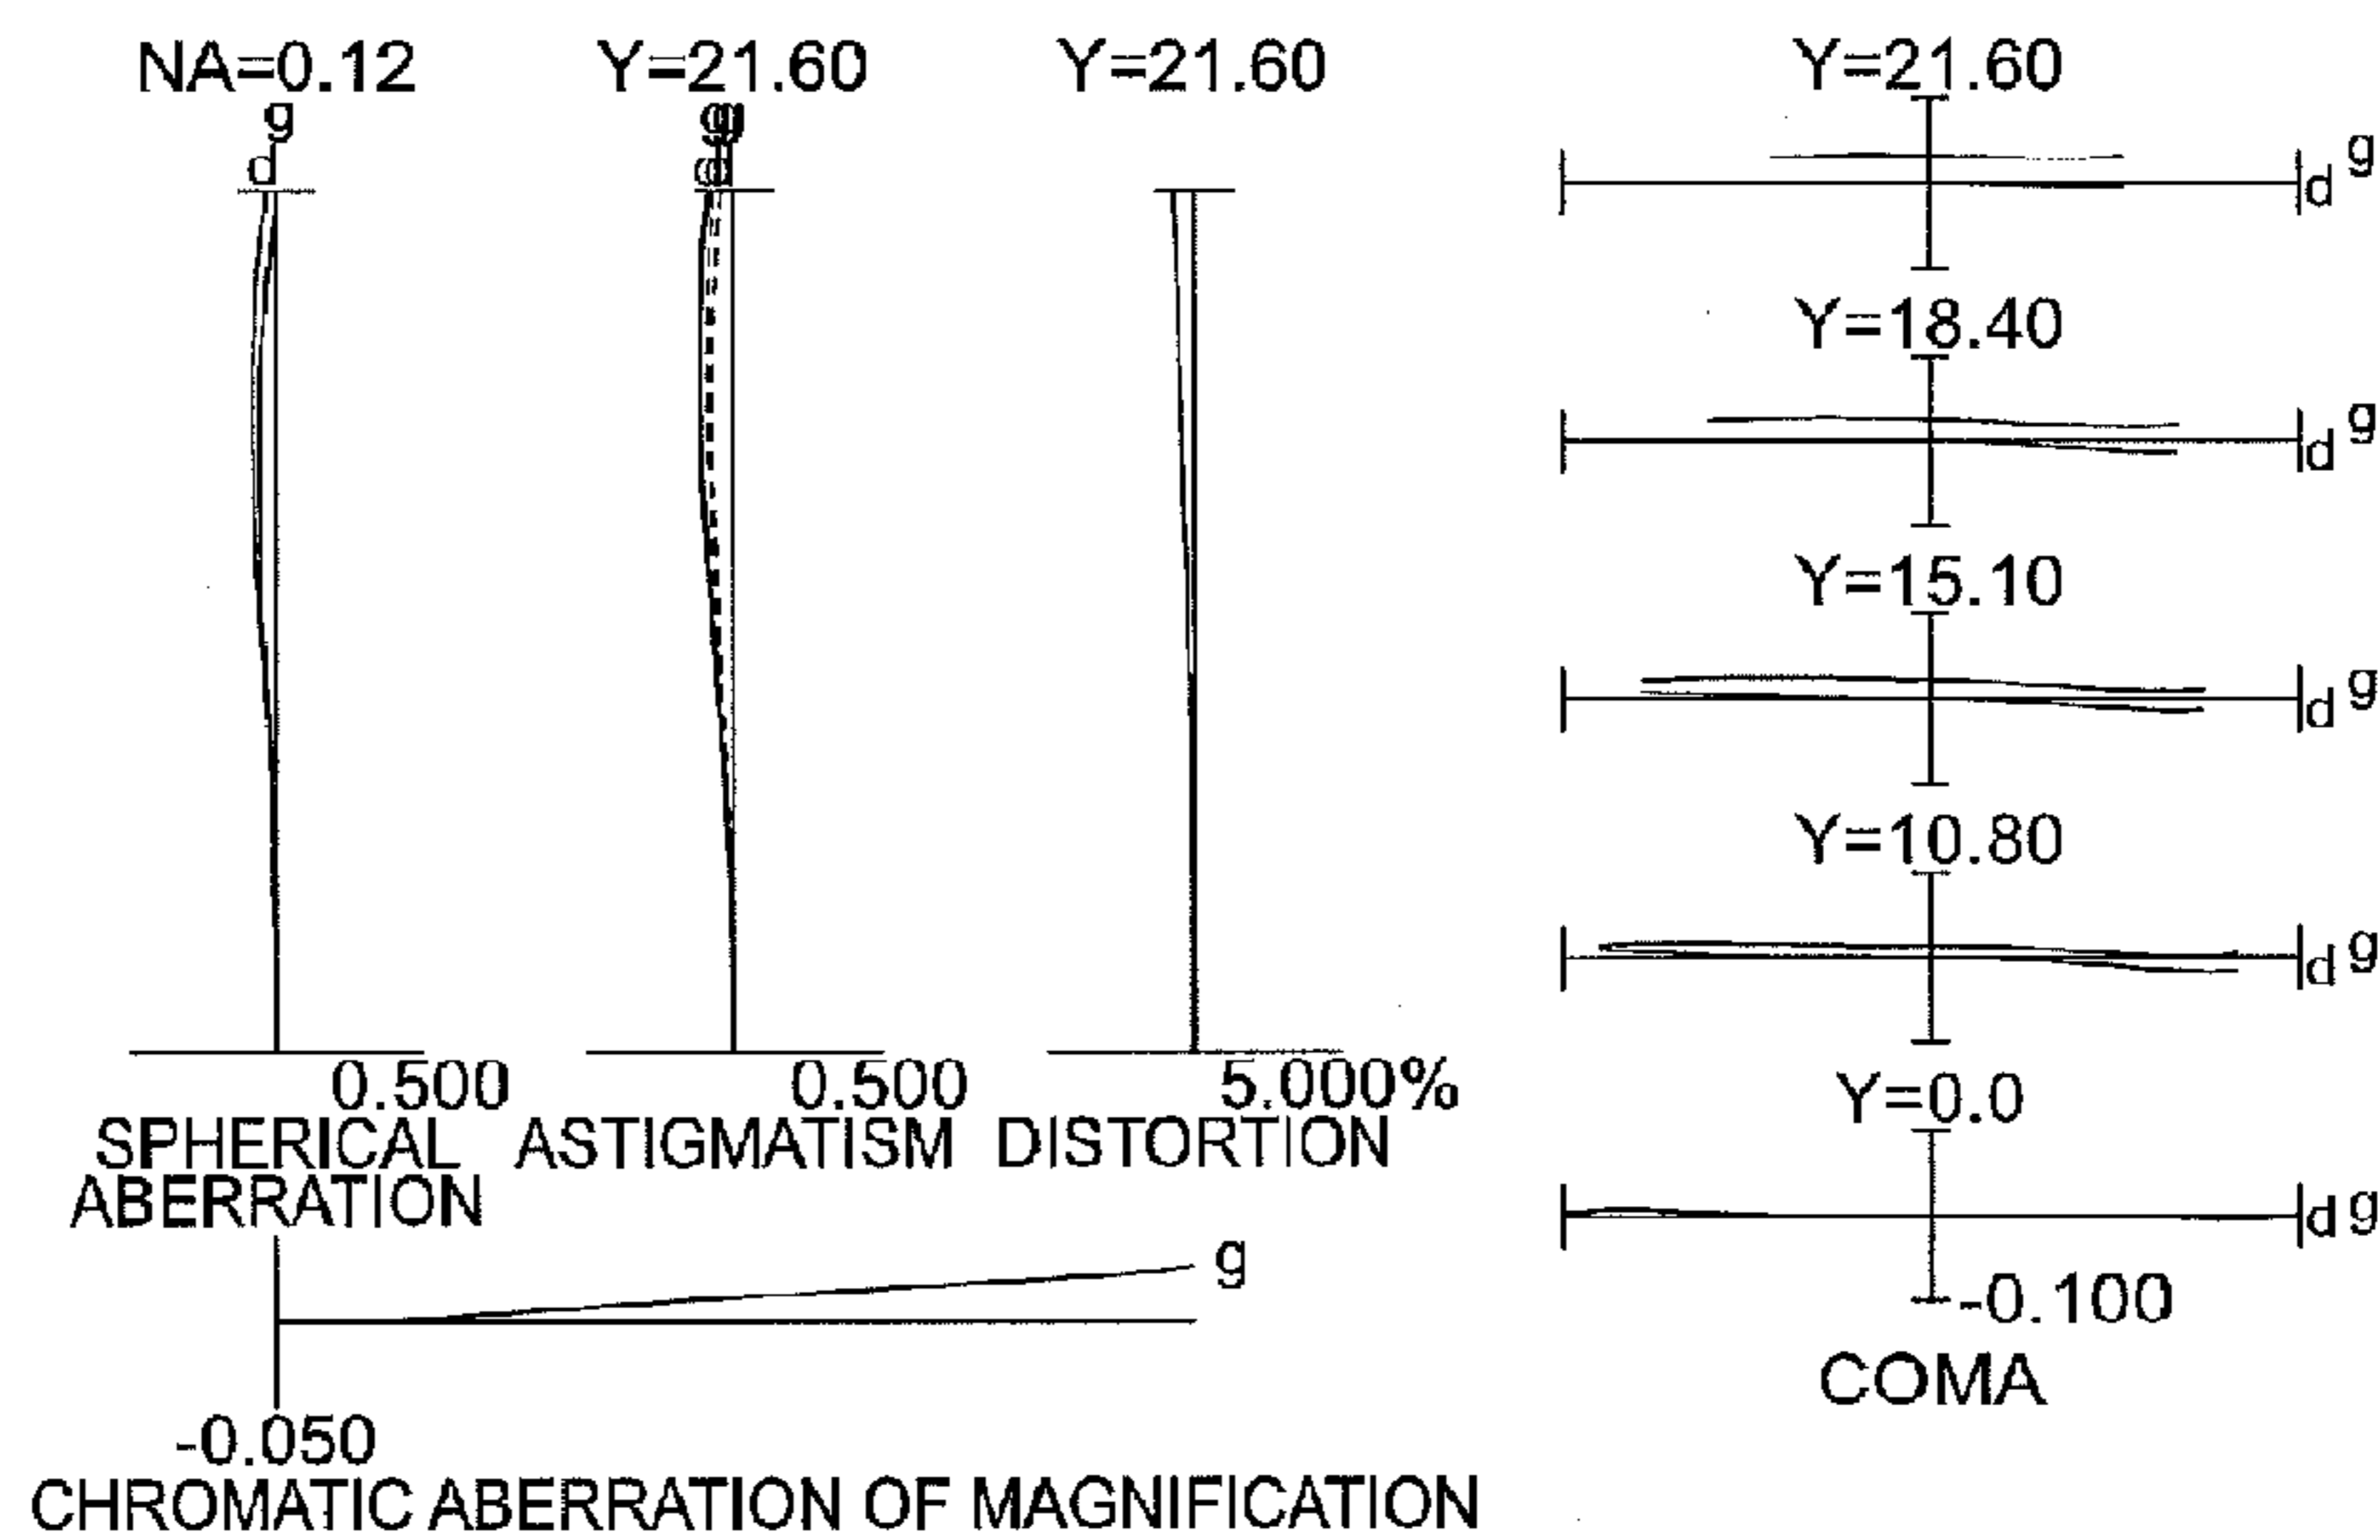 NA=0.12
g
d
Y=21.60
g
Y=21.60
0.500
SPHERICAL
ABERRATION
0.500
ASTIGMATISM
5.000%
DISTORTION
g
-0.050
CHROMATIC ABERRATION OF MAGNIFICATION
Y=21.60
d g
Y=18.40
d g
Y=15.10
d g
Y=10.80
d g
Y=0.0
d g
-0.100
COMA